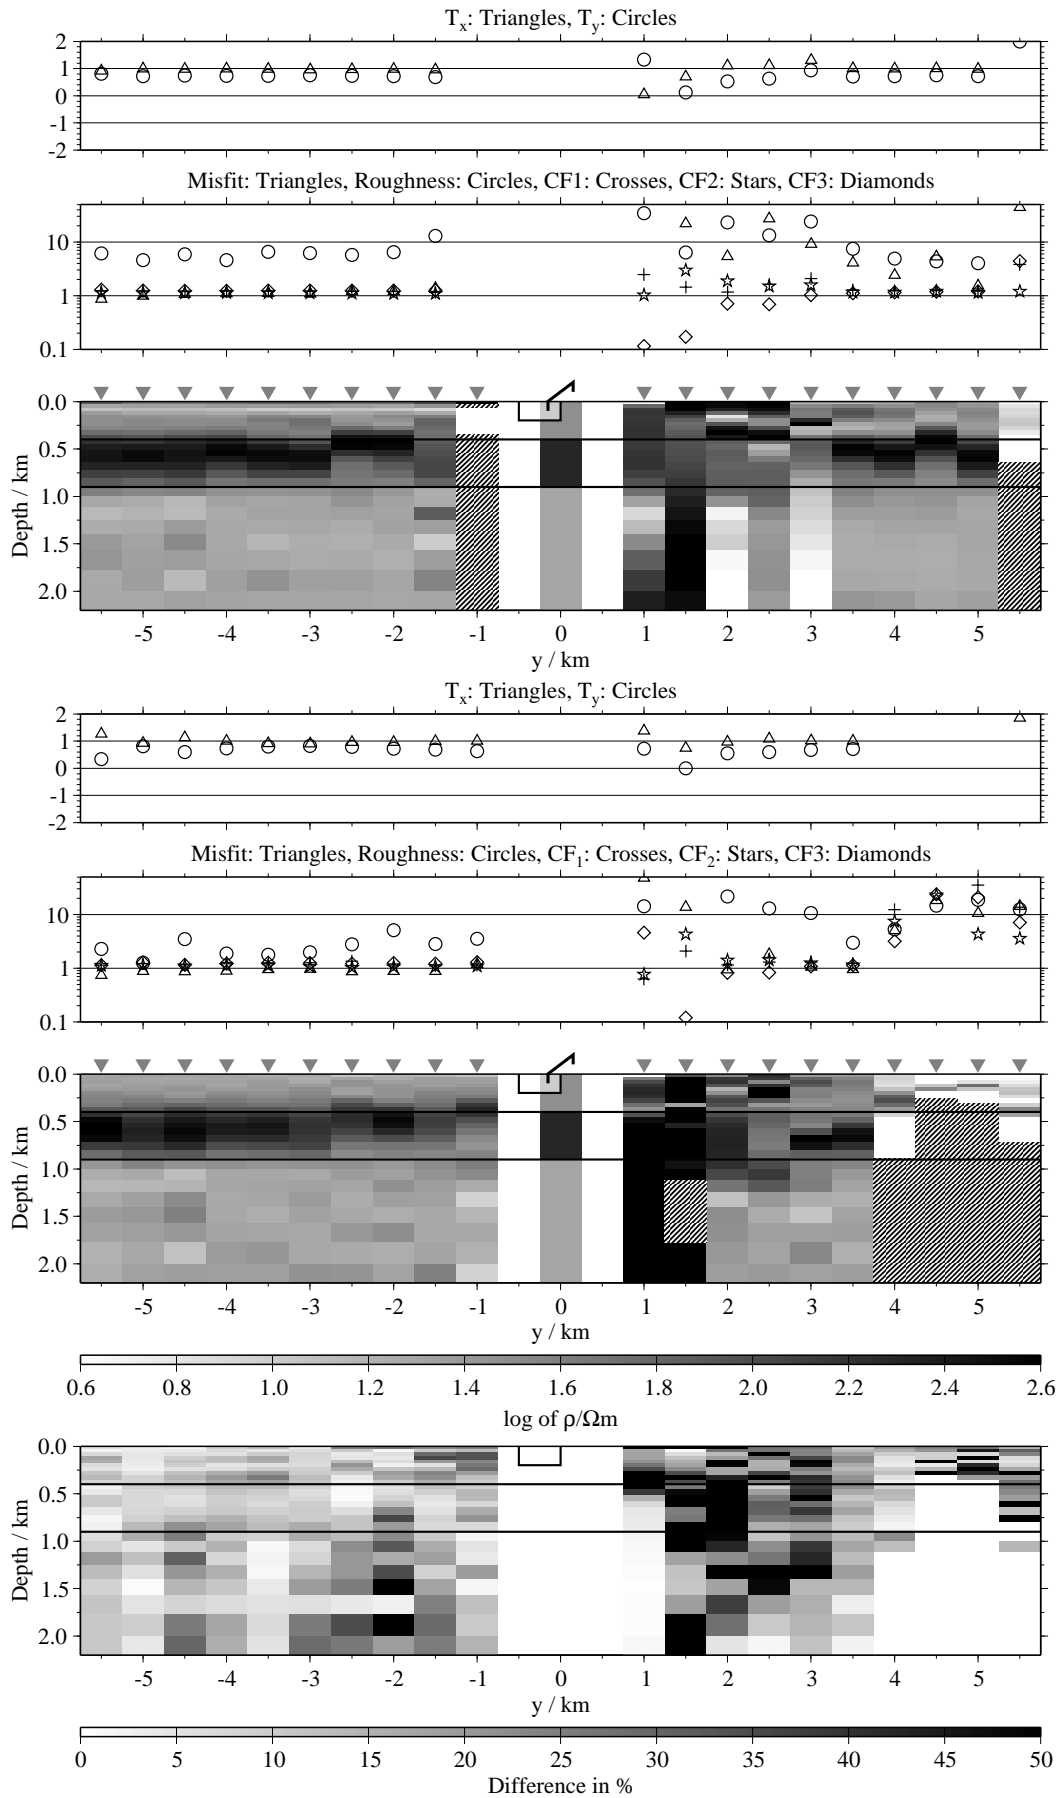 Tx: Triangles, Ty: Circles
2
1
0
-1
-2
Misfit: Triangles, Roughness: Circles, CF1: Crosses, CF2: Stars, CF3: Diamonds
10
1
0.1
0.0
0.5
1.0
1.5
2.0
Depth / km
-5 -4 -3 -2 -1 0 1 2 3 4 5
y / km
Tx: Triangles, Ty: Circles
2
1
0
-1
-2
Misfit: Triangles, Roughness: Circles, CF1: Crosses, CF2: Stars, CF3: Diamonds
10
1
0.1
0.0
0.5
1.0
1.5
2.0
Depth / km
-5 -4 -3 -2 -1 0 1 2 3 4 5
y / km
0.6 0.8 1.0 1.2 1.4 1.6 1.8 2.0 2.2 2.4 2.6
log of ρ/Ωm
0.0
0.5
1.0
1.5
2.0
Depth / km
-5 -4 -3 -2 -1 0 1 2 3 4 5
y / km
0 5 10 15 20 25 30 35 40 45 50
Difference in %